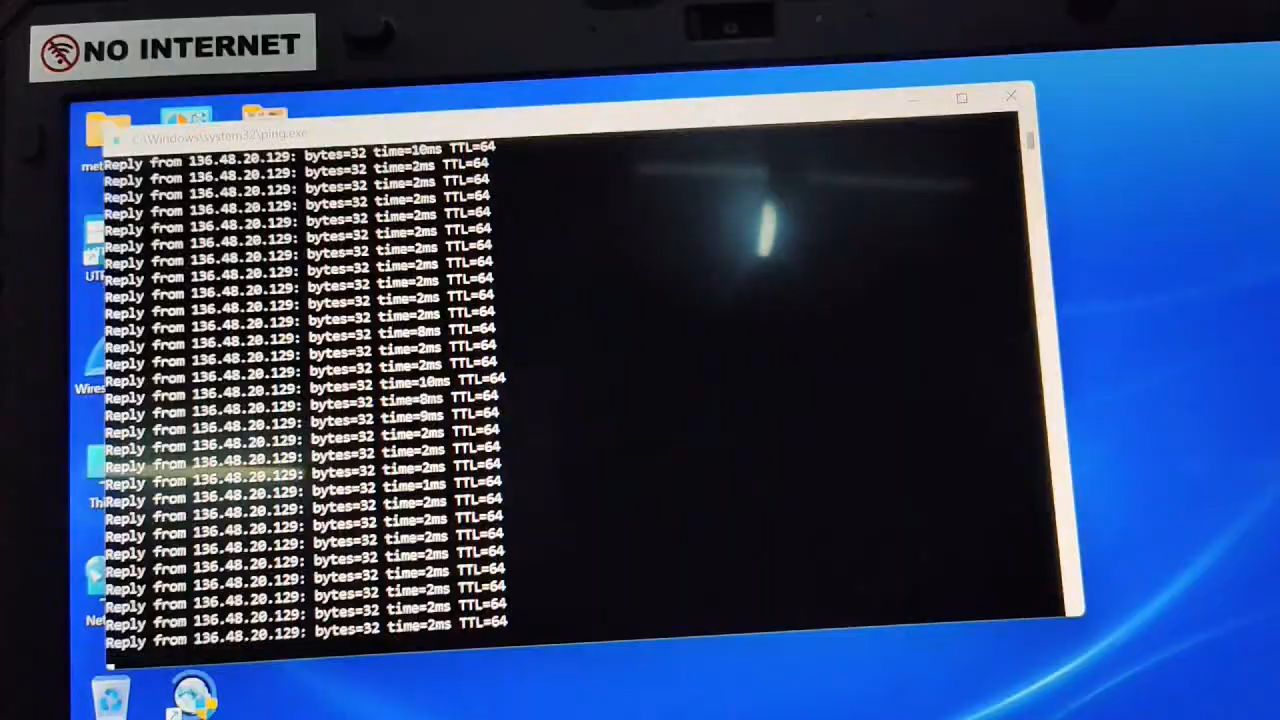 NO INTERNET
C:\Windows\system32\ping.exe
Reply from 136.48.20.129: bytes=32 time=10ms TTL=64
Reply from 136.48.20.129: bytes=32 time=2ms TTL=64
Reply from 136.48.20.129: bytes=32 time=2ms TTL=64
Reply from 136.48.20.129: bytes=32 time=2ms TTL=64
Reply from 136.48.20.129: bytes=32 time=2ms TTL=64
Reply from 136.48.20.129: bytes=32 time=2ms TTL=64
Reply from 136.48.20.129: bytes=32 time=2ms TTL=64
Reply from 136.48.20.129: bytes=32 time=2ms TTL=64
Reply from 136.48.20.129: bytes=32 time=2ms TTL=64
Reply from 136.48.20.129: bytes=32 time=2ms TTL=64
Reply from 136.48.20.129: bytes=32 time=2ms TTL=64
Reply from 136.48.20.129: bytes=32 time=8ms TTL=64
Reply from 136.48.20.129: bytes=32 time=2ms TTL=64
Reply from 136.48.20.129: bytes=32 time=2ms TTL=64
Reply from 136.48.20.129: bytes=32 time=10ms TTL=64
Reply from 136.48.20.129: bytes=32 time=8ms TTL=64
Reply from 136.48.20.129: bytes=32 time=9ms TTL=64
Reply from 136.48.20.129: bytes=32 time=2ms TTL=64
Reply from 136.48.20.129: bytes=32 time=2ms TTL=64
Reply from 136.48.20.129: bytes=32 time=2ms TTL=64
Reply from 136.48.20.129: bytes=32 time=1ms TTL=64
Reply from 136.48.20.129: bytes=32 time=2ms TTL=64
Reply from 136.48.20.129: bytes=32 time=2ms TTL=64
Reply from 136.48.20.129: bytes=32 time=2ms TTL=64
Reply from 136.48.20.129: bytes=32 time=2ms TTL=64
Reply from 136.48.20.129: bytes=32 time=2ms TTL=64
Reply from 136.48.20.129: bytes=32 time=2ms TTL=64
Reply from 136.48.20.129: bytes=32 time=2ms TTL=64
Reply from 136.48.20.129: bytes=32 time=2ms TTL=64